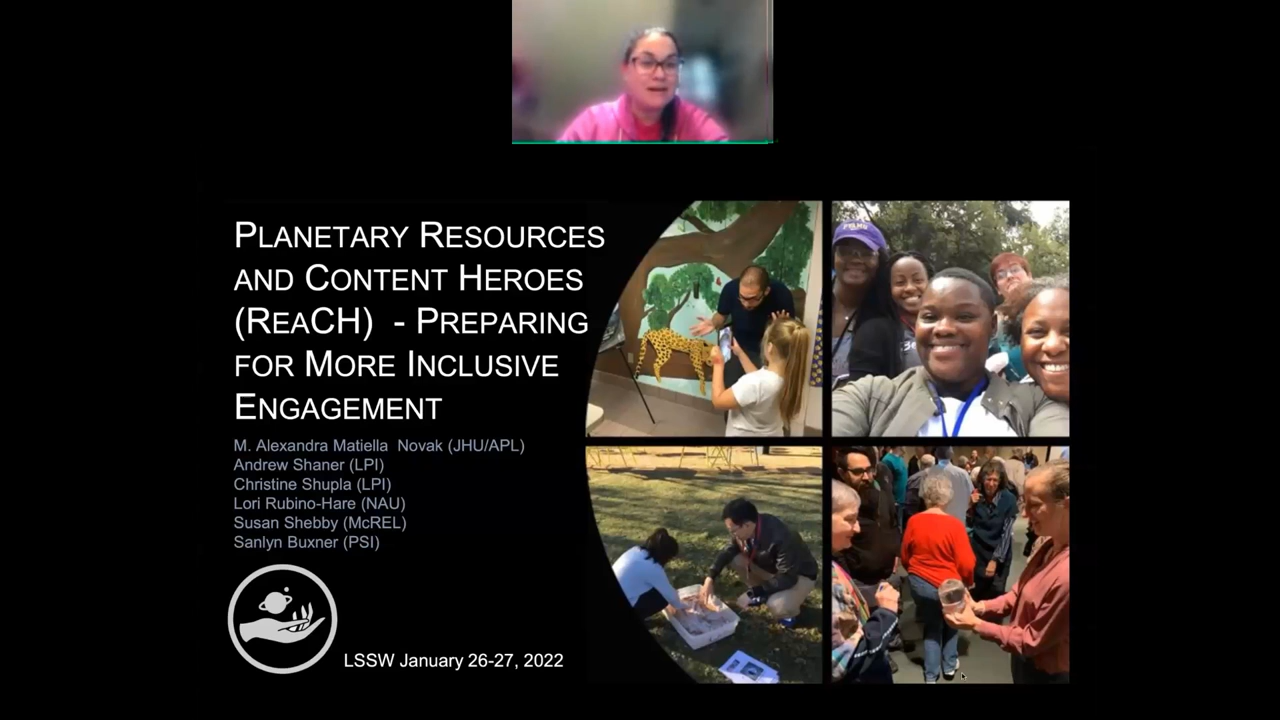 PLANETARY RESOURCES
AND CONTENT HEROES
(REACH) - PREPARING
FOR MORE INCLUSIVE
ENGAGEMENT
M. Alexandra Matiella Novak (JHU/APL)
Andrew Shaner (LPI)
Christine Shupla (LPI)
Lori Rubino-Hare (NAU)
Susan Shebby (McREL)
Sanlyn Buxner (PSI)
LSSW January 26-27, 2022